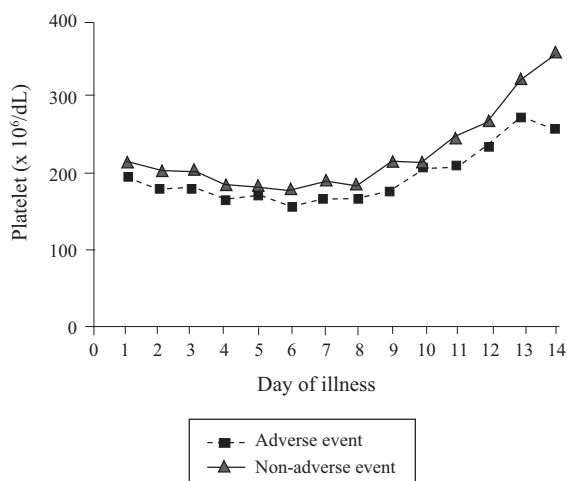 400
300
200
100
0
Platelet (x 10⁶/dL)
0 1 2 3 4 5 6 7 8 9 10 11 12 13 14
Day of illness
Adverse event
Non-adverse event